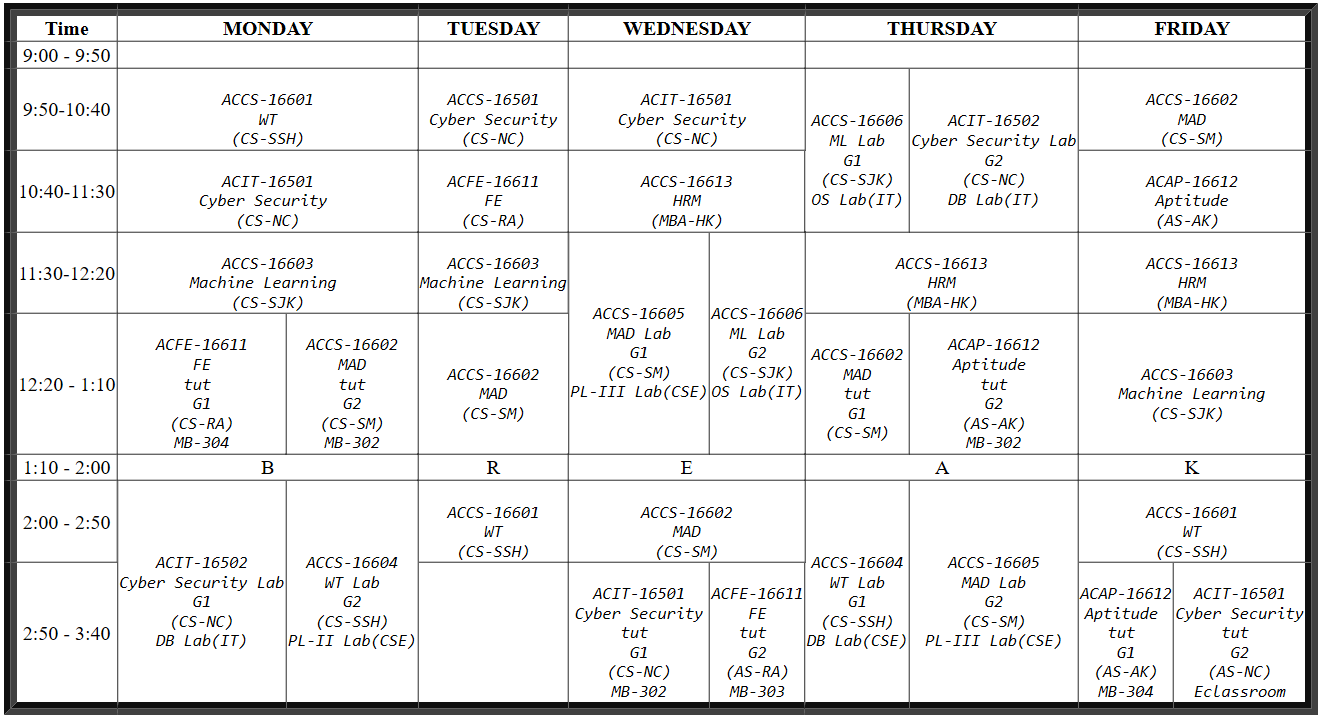 Time MONDAY TUESDAY WEDNESDAY THURSDAY FRIDAY
9:00 - 9:50
9:50-10:40
ACCS-16601
WT
(CS-SSH)
ACCS-16501
Cyber Security
(CS-NC)
ACIT-16501
Cyber Security
(CS-NC)
ACCS-16606
ML Lab
G1
(CS-SJK)
OS Lab(IT)
ACIT-16502
Cyber Security Lab
G2
(CS-NC)
DB Lab(IT)
ACCS-16602
MAD
(CS-SM)
10:40-11:30
ACIT-16501
Cyber Security
(CS-NC)
ACFE-16611
FE
(CS-RA)
ACCS-16613
HRM
(MBA-HK)
ACAP-16612
Aptitude
(AS-AK)
11:30-12:20
ACCS-16603
Machine Learning
(CS-SJK)
ACCS-16603
Machine Learning
(CS-SJK)
ACCS-16605
MAD Lab
G1
(CS-SM)
PL-III Lab(CSE)
ACCS-16606
ML Lab
G2
(CS-SJK)
OS Lab(IT)
ACCS-16613
HRM
(MBA-HK)
ACCS-16613
HRM
(MBA-HK)
12:20 - 1:10
ACFE-16611
FE
tut
G1
(CS-RA)
MB-304
ACCS-16602
MAD
tut
G2
(CS-SM)
MB-302
ACCS-16602
MAD
(CS-SM)
ACCS-16602
MAD
tut
G1
(CS-SM)
ACAP-16612
Aptitude
tut
G2
(AS-AK)
MB-302
ACCS-16603
Machine Learning
(CS-SJK)
1:10 - 2:00 B R E A K
2:00 - 2:50
ACIT-16502
Cyber Security Lab
G1
(CS-NC)
DB Lab(IT)
ACCS-16604
WT Lab
G2
(CS-SSH)
PL-II Lab(CSE)
ACCS-16601
WT
(CS-SSH)
ACCS-16602
MAD
(CS-SM)
ACCS-16604
WT Lab
G1
(CS-SSH)
DB Lab(CSE)
ACCS-16605
MAD Lab
G2
(CS-SM)
PL-III Lab(CSE)
ACCS-16601
WT
(CS-SSH)
2:50 - 3:40
ACIT-16501
Cyber Security
tut
G1
(CS-NC)
MB-302
ACFE-16611
FE
tut
G2
(AS-RA)
MB-303
ACAP-16612
Aptitude
tut
G1
(AS-AK)
MB-304
ACIT-16501
Cyber Security
tut
G2
(AS-NC)
Eclassroom